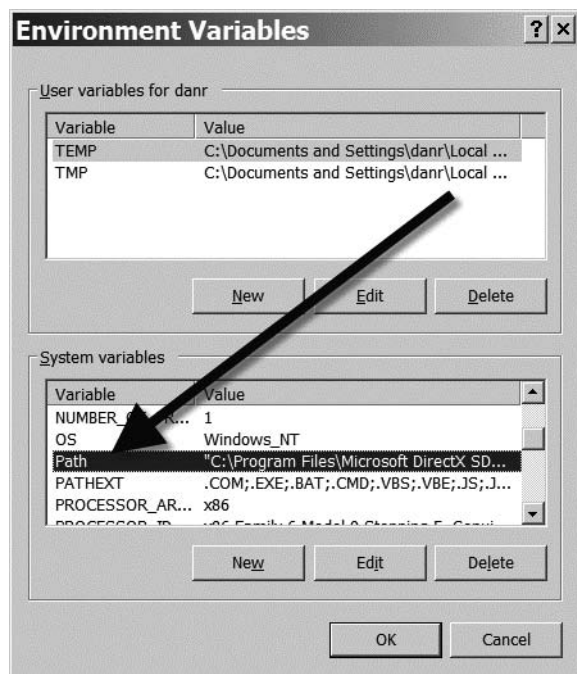 Environment Variables
User variables for danr
Variable Value
TEMP C:\Documents and Settings\danr\Local ...
TMP C:\Documents and Settings\danr\Local ...
New Edit Delete
System variables
Variable Value
R... 1
OS Windows_NT
Path "C:\Program Files\Microsoft DirectX SD...
PATHEXT .COM;.EXE;.BAT;.CMD;.VBS;.VBE;.JS;.J...
PROCESSOR_AR... x86
New Edit Delete
OK Cancel